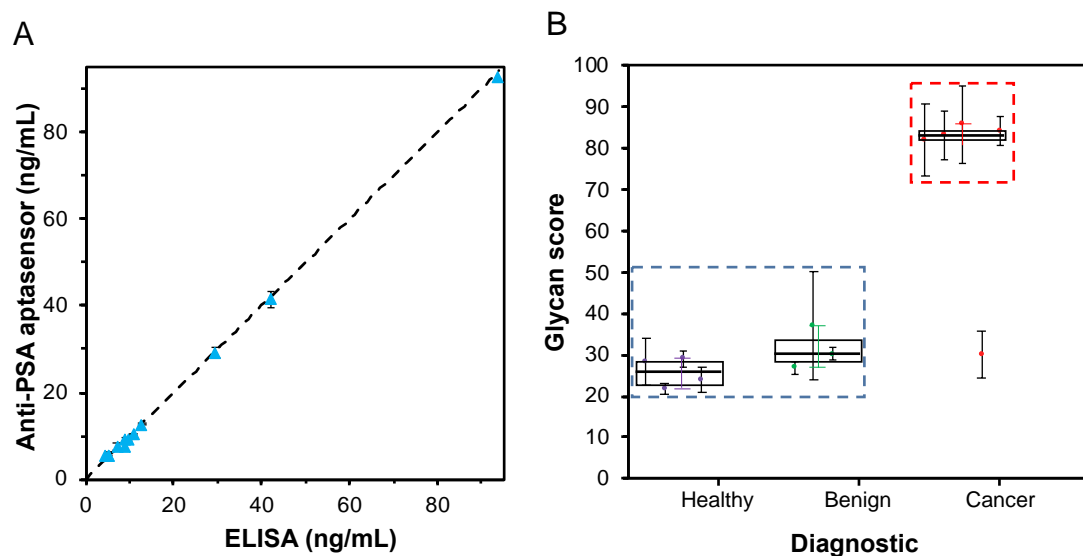 A
Anti-PSA aptasensor (ng/mL)
80
60
40
20
0
0
20
40
60
80
ELISA (ng/mL)
B
Glycan score
100
90
80
70
60
50
40
30
20
10
0
Healthy
Benign
Cancer
Diagnostic